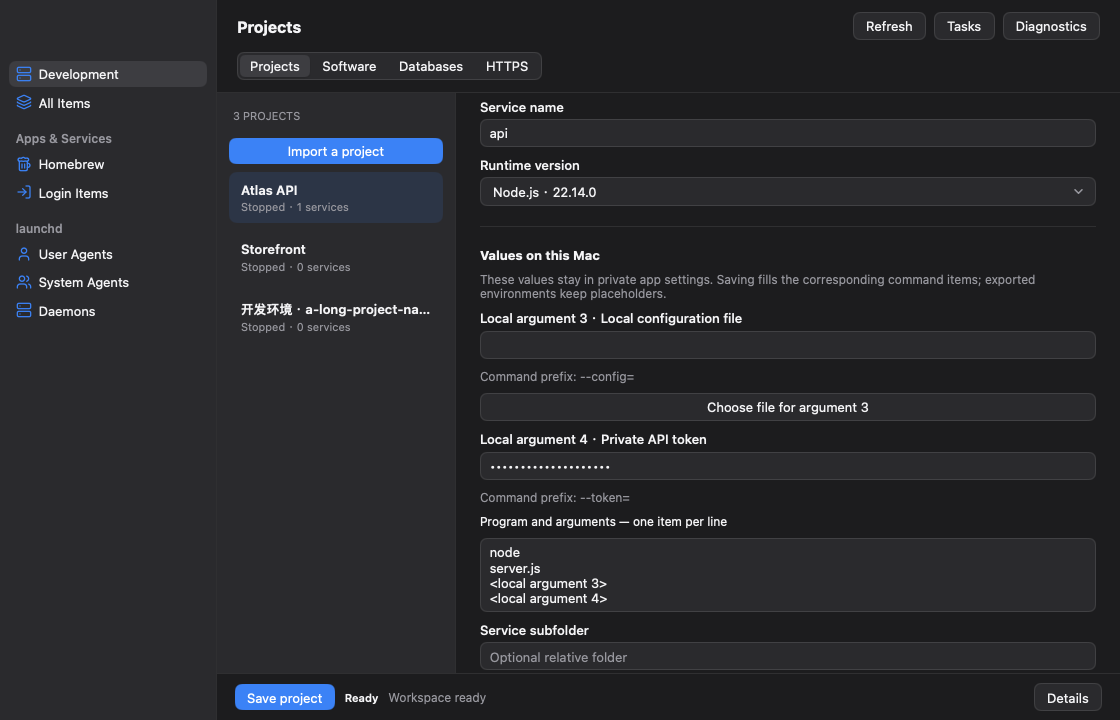 Projects
Refresh
Tasks
Diagnostics
Projects
Software
Databases
HTTPS
Development
All Items
Apps & Services
Homebrew
Login Items
launchd
User Agents
System Agents
Daemons
3 PROJECTS
Import a project
Atlas API
Stopped · 1 services
Storefront
Stopped · 0 services
开发环境 · a-long-project-na...
Stopped · 0 services
Service name
api
Runtime version
Node.js · 22.14.0
Values on this Mac
These values stay in private app settings. Saving fills the corresponding command items; exported
environments keep placeholders.
Local argument 3 · Local configuration file
Command prefix: --config=
Choose file for argument 3
Local argument 4 · Private API token
••••••••••••••••••••
Command prefix: --token=
Program and arguments — one item per line
node
server.js
<local argument 3>
<local argument 4>
Service subfolder
Optional relative folder
Save project
Ready
Workspace ready
Details